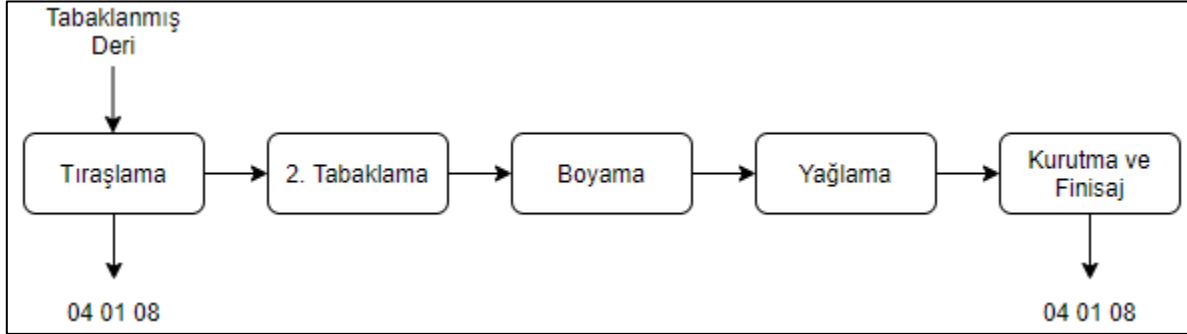 Tabaklanmış
Deri
Tıraşlama
2. Tabaklama
Boyama
Yağlama
Kurutma ve
Finisaj
04 01 08
04 01 08